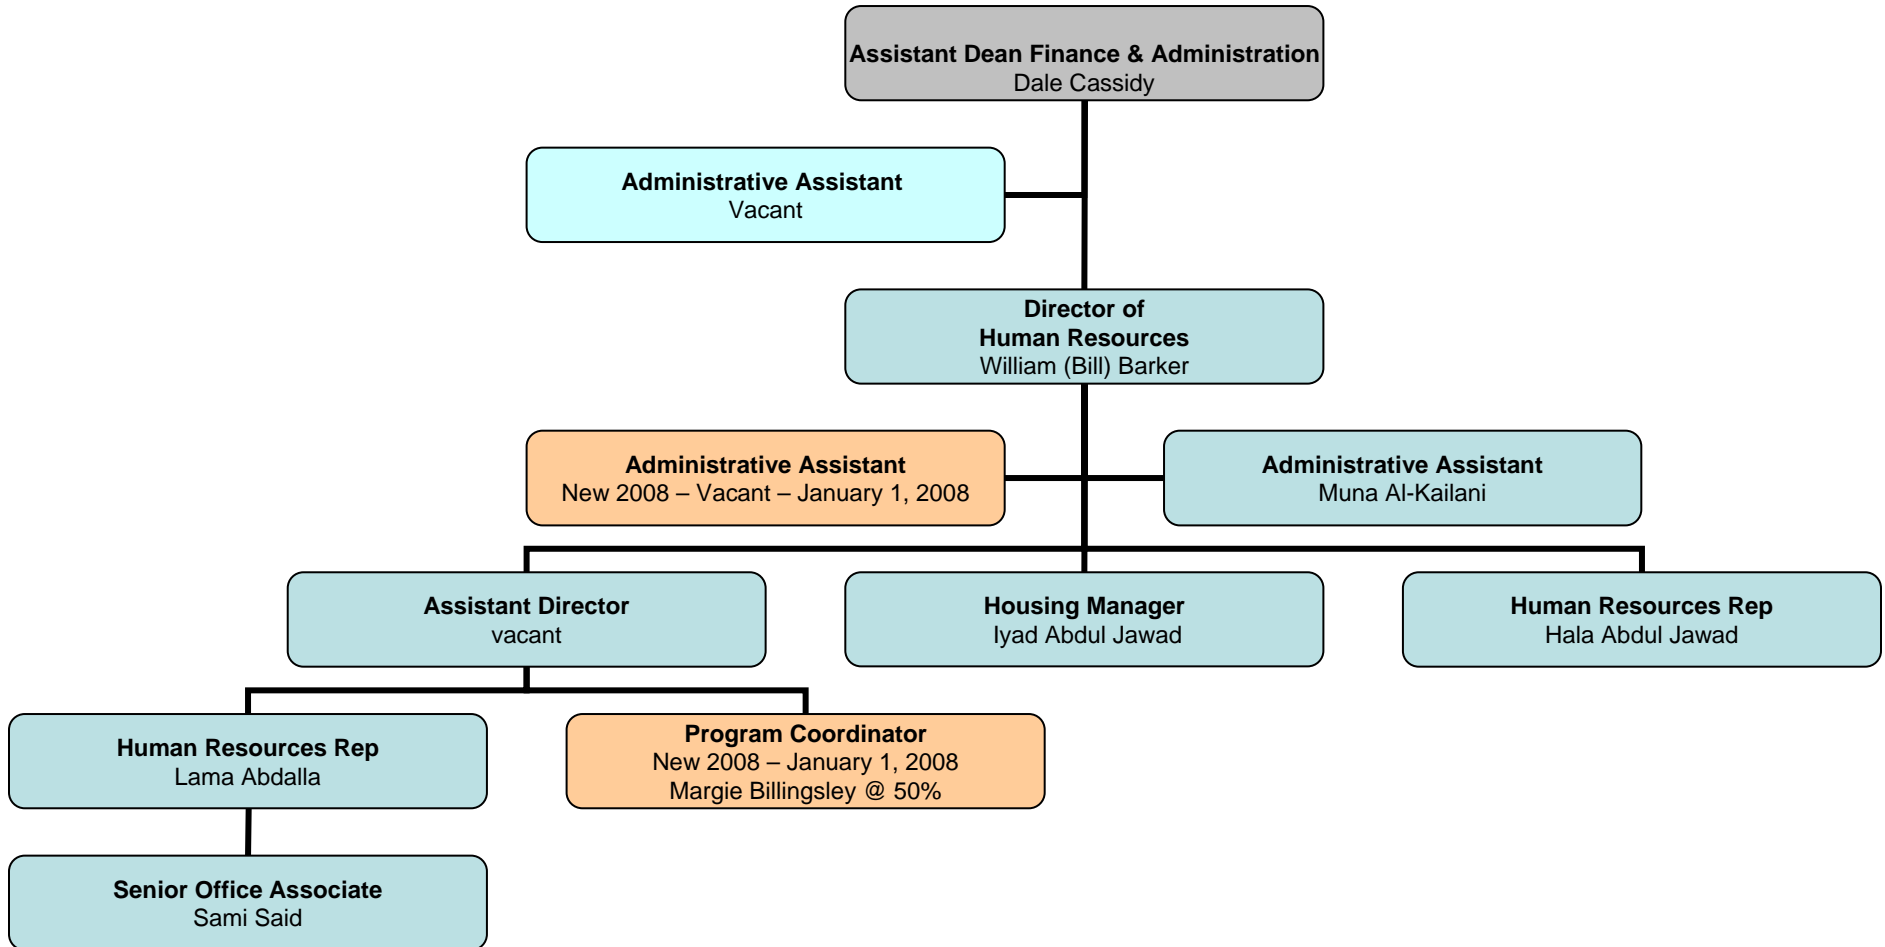 Assistant Dean Finance & Administration
Dale Cassidy
Administrative Assistant
Vacant
Director of
Human Resources
William (Bill) Barker
Administrative Assistant
New 2008 – Vacant – January 1, 2008
Administrative Assistant
Muna Al-Kailani
Assistant Director
vacant
Housing Manager
Iyad Abdul Jawad
Human Resources Rep
Hala Abdul Jawad
Human Resources Rep
Lama Abdalla
Program Coordinator
New 2008 – January 1, 2008
Margie Billingsley @ 50%
Senior Office Associate
Sami Said